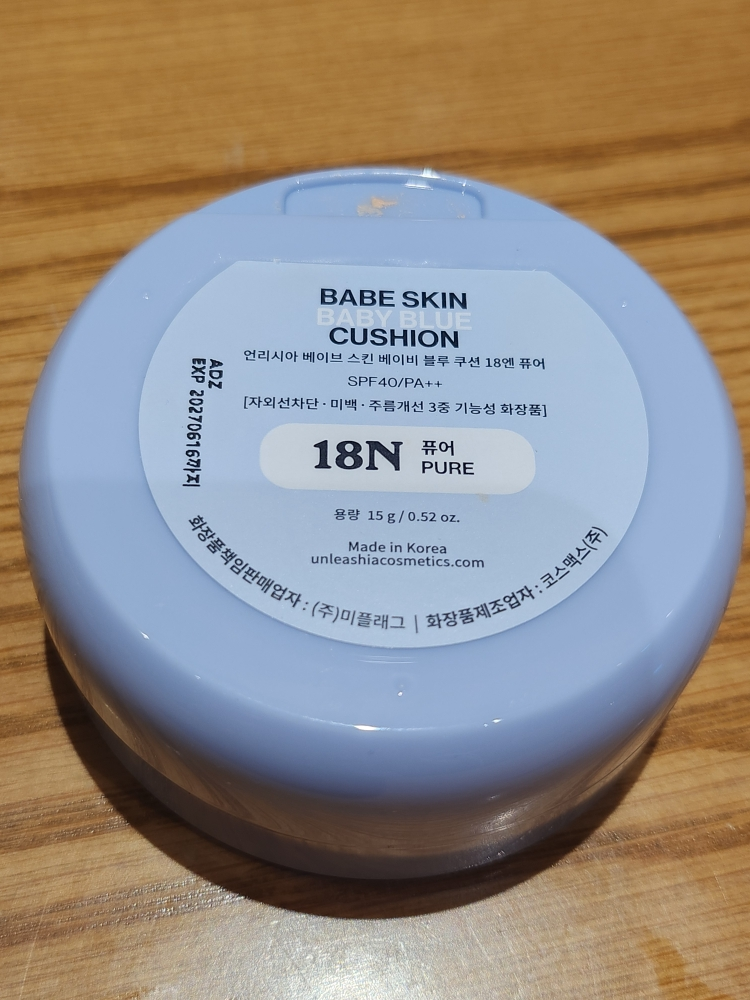 BABE SKIN
BABY BLUE
CUSHION
언리시아 베이브 스킨 베이비 블루 쿠션 18엔 퓨어
SPF40/PA++
[자외선차단 · 미백 · 주름개선 3중 기능성 화장품]
18N 퓨어
PURE
용량 15 g / 0.52 oz.
Made in Korea
unleashiacosmetics.com
화장품책임판매업자 : (주)미플래그 | 화장품제조업자 : 코스맥스(주)
ADZ
EXP 20270616까지